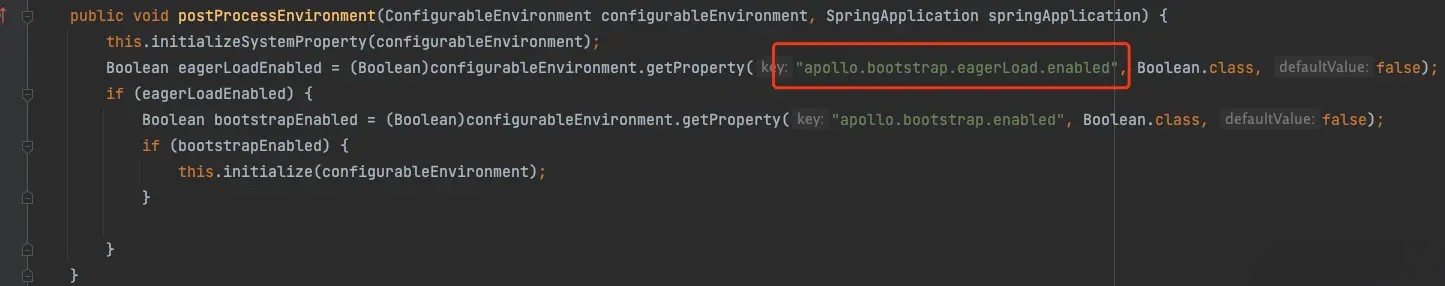 public void postProcessEnvironment(ConfigurableEnvironment configurableEnvironment, SpringApplication springApplication) {
this.initializeSystemProperty(configurableEnvironment);
Boolean eagerLoadEnabled = (Boolean)configurableEnvironment.getProperty( key: "apollo.bootstrap.eagerLoad.enabled", Boolean.class, defaultValue: false);
if (eagerLoadEnabled) {
Boolean bootstrapEnabled = (Boolean)configurableEnvironment.getProperty( key: "apollo.bootstrap.enabled", Boolean.class, defaultValue: false);
if (bootstrapEnabled) {
this.initialize(configurableEnvironment);
}
}
}